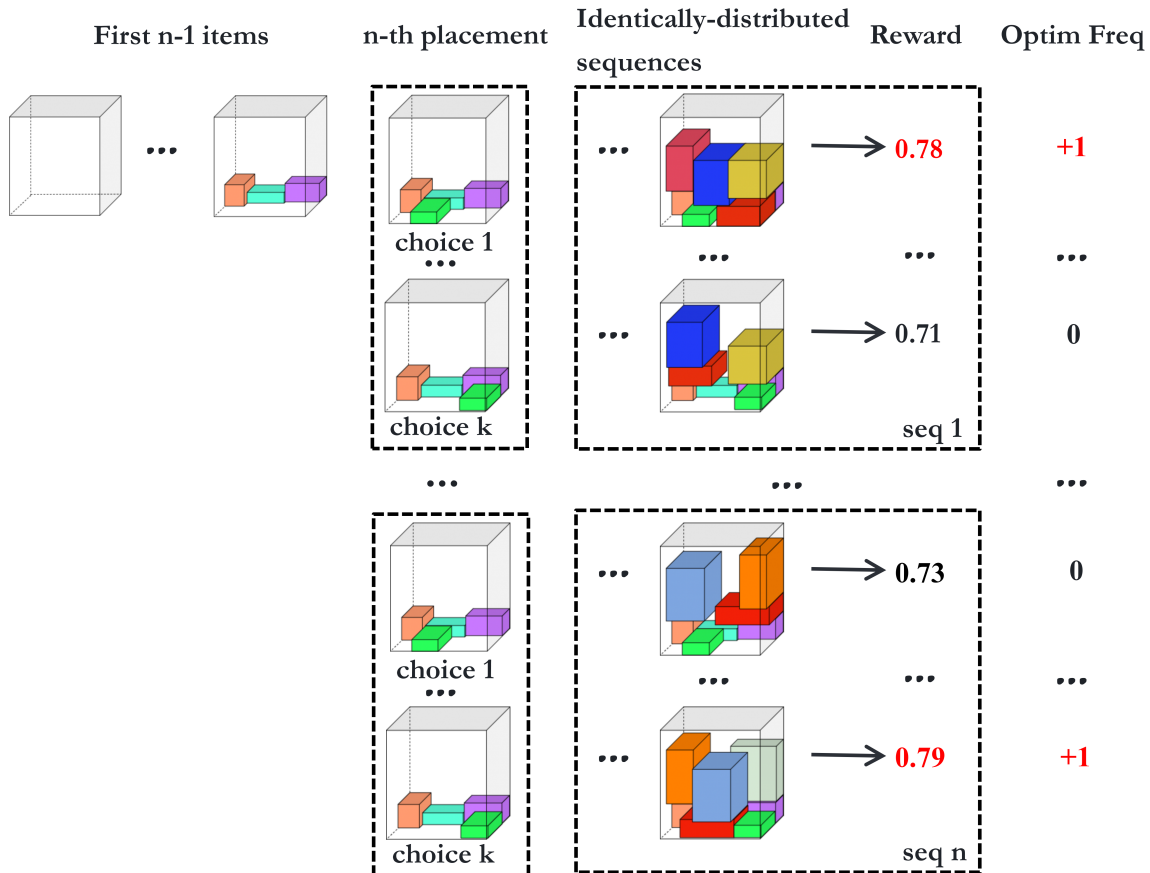 First n-1 items
n-th placement
Identically-distributed
sequences
Reward
Optim Freq
...
choice 1
...
0.78
+1
...
...
...
...
choice k
...
0.71
0
seq 1
...
...
...
choice 1
...
0.73
0
...
...
...
...
choice k
...
0.79
+1
seq n